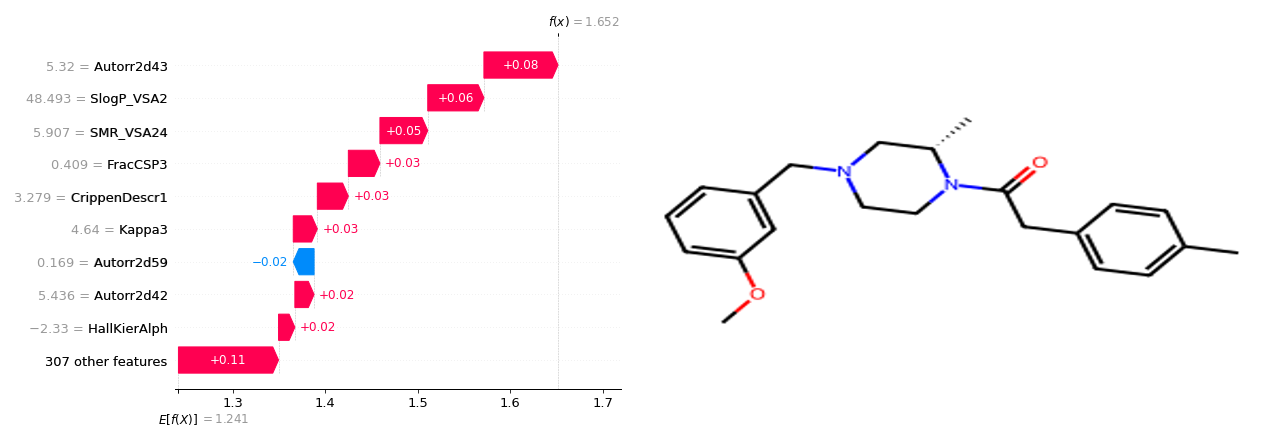 f(x) = 1.652
5.32 = Autorr2d43
+0.08
48.493 = SlogP_VSA2
+0.06
5.907 = SMR_VSA24
+0.05
0.409 = FracCSP3
+0.03
3.279 = CrippenDescr1
+0.03
4.64 = Kappa3
+0.03
0.169 = Autorr2d59
−0.02
5.436 = Autorr2d42
+0.02
−2.33 = HallKierAlph
+0.02
307 other features
+0.11
1.3 1.4 1.5 1.6 1.7
E[f(X)] = 1.241
N
N
O
O